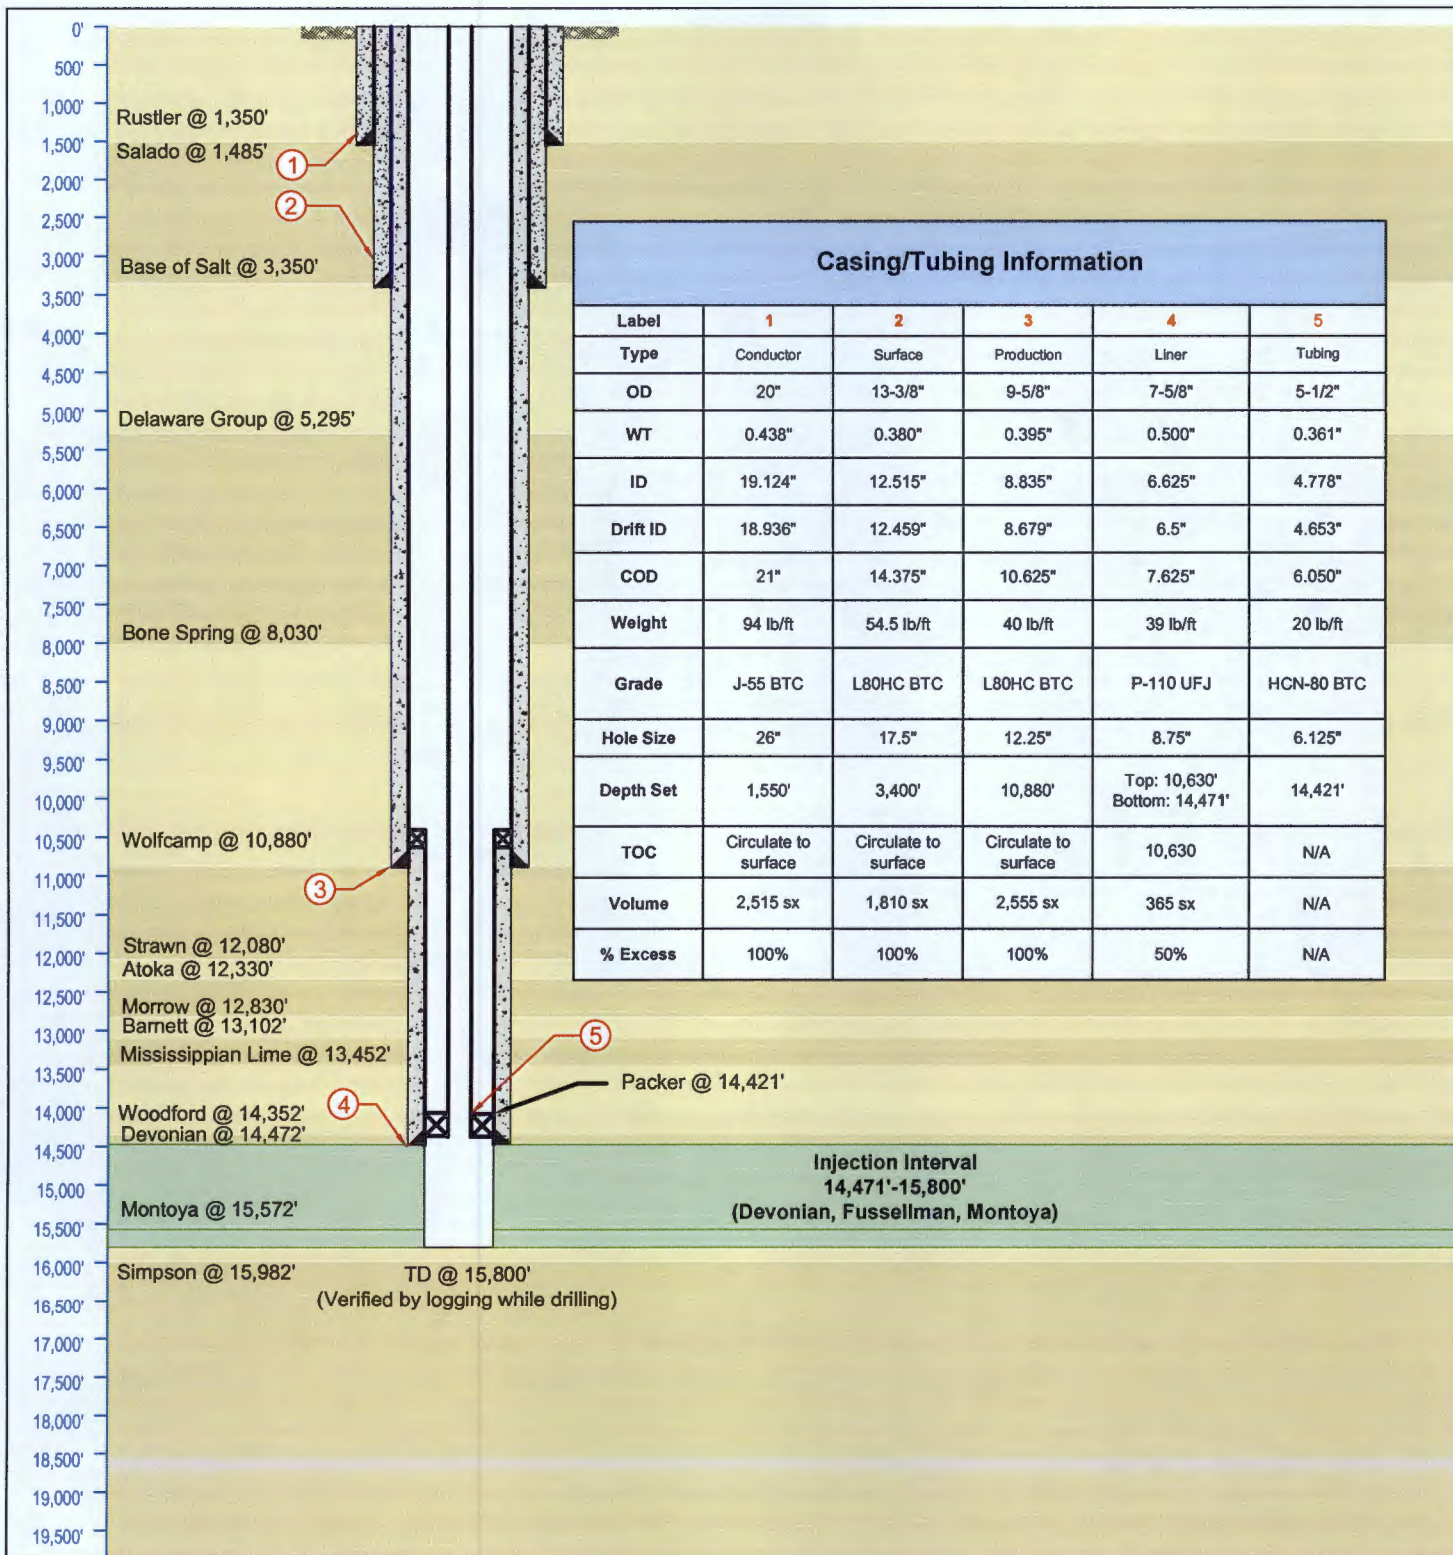 0'
500'
1,000'
1,500'
2,000'
2,500'
3,000'
3,500'
4,000'
4,500'
5,000'
5,500'
6,000'
6,500'
7,000'
7,500'
8,000'
8,500'
9,000'
9,500'
10,000'
10,500'
11,000'
11,500'
12,000'
12,500'
13,000'
13,500'
14,000'
14,500'
15,000
15,500'
16,000'
16,500'
17,000'
17,500'
18,000'
18,500'
19,000'
19,500'
Rustler @ 1,350'
Salado @ 1,485'
Base of Salt @ 3,350'
Delaware Group @ 5,295'
Bone Spring @ 8,030'
Wolfcamp @ 10,880'
Strawn @ 12,080'
Atoka @ 12,330'
Morrow @ 12,830'
Barnett @ 13,102'
Mississippian Lime @ 13,452'
Woodford @ 14,352'
Devonian @ 14,472'
Montoya @ 15,572'
Simpson @ 15,982'
1
2
3
4
5
Packer @ 14,421'
TD @ 15,800'
(Verified by logging while drilling)
Injection Interval
14,471'-15,800'
(Devonian, Fussellman, Montoya)
Casing/Tubing Information
Label 1 2 3 4 5
Type Conductor Surface Production Liner Tubing
OD 20" 13-3/8" 9-5/8" 7-5/8" 5-1/2"
WT 0.438" 0.380" 0.395" 0.500" 0.361"
ID 19.124" 12.515" 8.835" 6.625" 4.778"
Drift ID 18.936" 12.459" 8.679" 6.5" 4.653"
COD 21" 14.375" 10.625" 7.625" 6.050"
Weight 94 lb/ft 54.5 lb/ft 40 lb/ft 39 lb/ft 20 lb/ft
Grade J-55 BTC L80HC BTC L80HC BTC P-110 UFJ HCN-80 BTC
Hole Size 26" 17.5" 12.25" 8.75" 6.125"
Depth Set 1,550' 3,400' 10,880' Top: 10,630' Bottom: 14,471' 14,421'
TOC Circulate to surface Circulate to surface Circulate to surface 10,630 N/A
Volume 2,515 sx 1,810 sx 2,555 sx 365 sx N/A
% Excess 100% 100% 100% 50% N/A